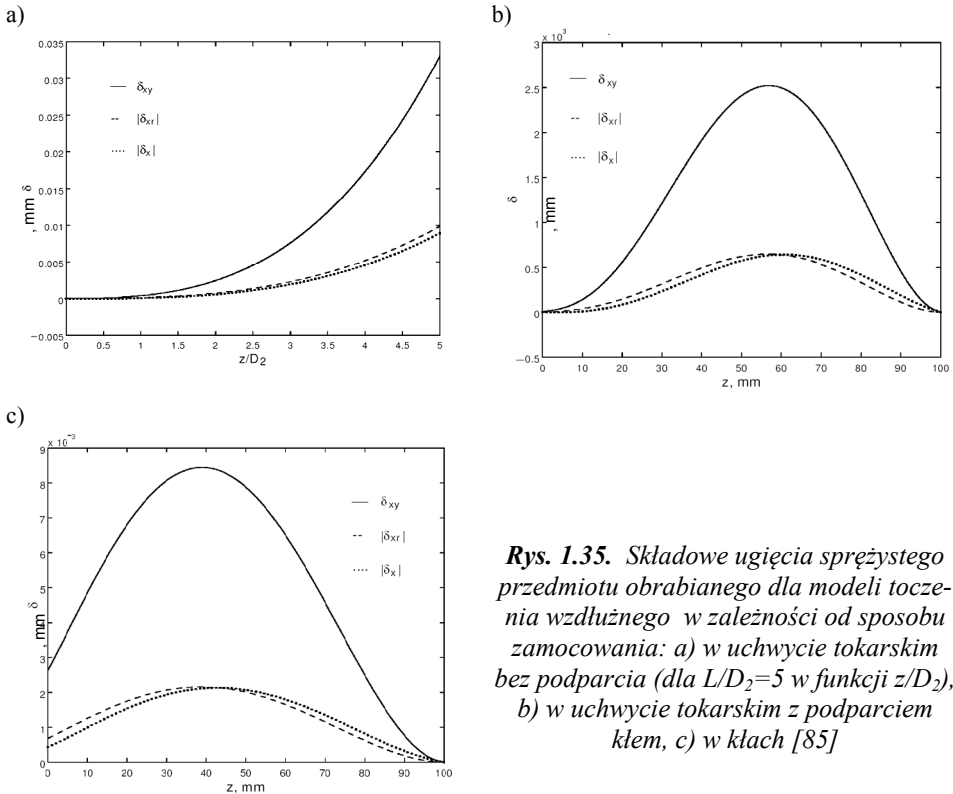 a)
0.035
0.03
0.025
0.02
0.015
0.01
0.005
0
−0.005
, mm δ
δxy
|δxr|
|δx|
0 0.5 1 1.5 2 2.5 3 3.5 4 4.5 5
z/D2
b)
x 10³
3
2.5
2
1.5
1
0.5
0
−0.5
δ , mm
δ xy
|δxr|
|δx|
0 10 20 30 40 50 60 70 80 90 100
z, mm
c)
x 10⁻³
9
8
7
6
5
4
3
2
1
0
, mm δ
δ xy
|δxr|
|δx|
0 10 20 30 40 50 60 70 80 90 100
z, mm
Rys. 1.35. Składowe ugięcia sprężystego
przedmiotu obrabianego dla modeli tocze-
nia wzdłużnego w zależności od sposobu
zamocowania: a) w uchwycie tokarskim
bez podparcia (dla L/D2=5 w funkcji z/D2),
b) w uchwycie tokarskim z podparciem
kłem, c) w kłach [85]